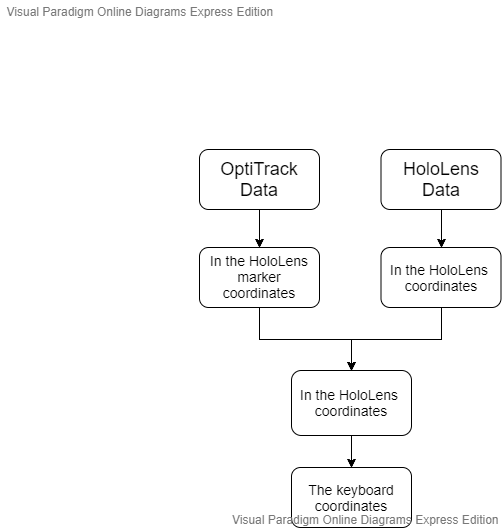 Visual Paradigm Online Diagrams Express Edition
OptiTrack
Data
HoloLens
Data
In the HoloLens
marker
coordinates
In the HoloLens
coordinates
In the HoloLens
coordinates
The keyboard
coordinates
Visual Paradigm Online Diagrams Express Edition